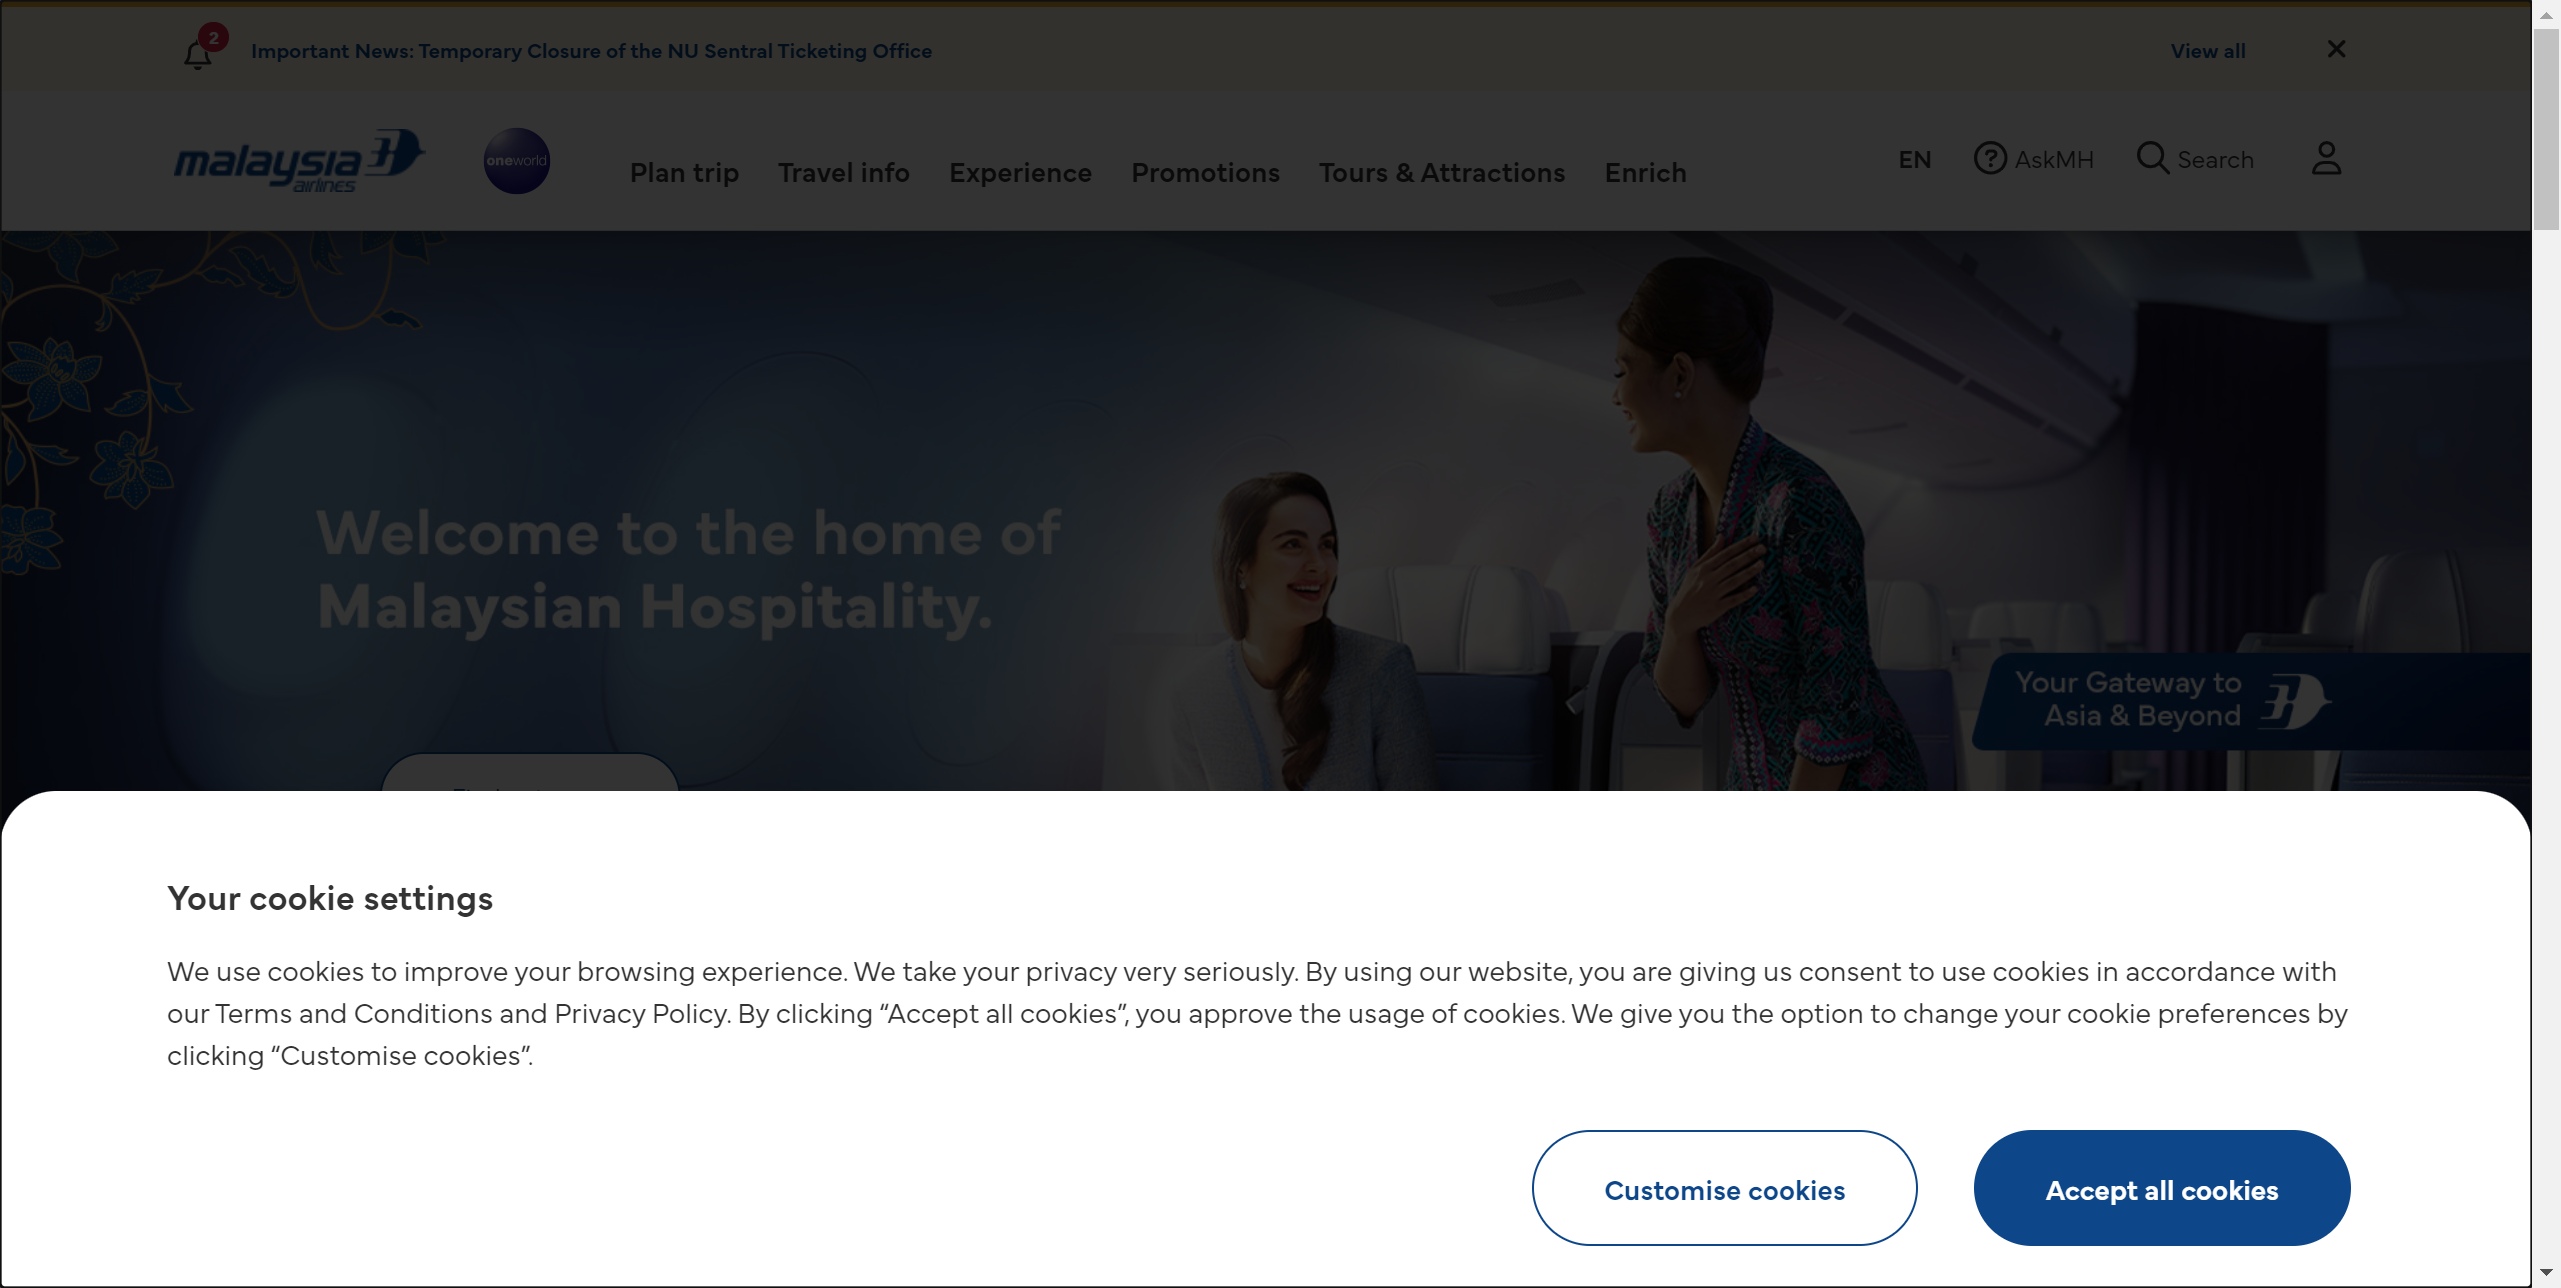 2
Important News: Temporary Closure of the NU Sentral Ticketing Office
View all
malaysia
airlines
oneworld
Plan trip
Travel info
Experience
Promotions
Tours & Attractions
Enrich
EN
AskMH
Search
Welcome to the home of
Malaysian Hospitality.
Your Gateway to
Asia & Beyond
Your cookie settings
We use cookies to improve your browsing experience. We take your privacy very seriously. By using our website, you are giving us consent to use cookies in accordance with
our Terms and Conditions and Privacy Policy. By clicking “Accept all cookies”, you approve the usage of cookies. We give you the option to change your cookie preferences by
clicking “Customise cookies”.
Customise cookies
Accept all cookies